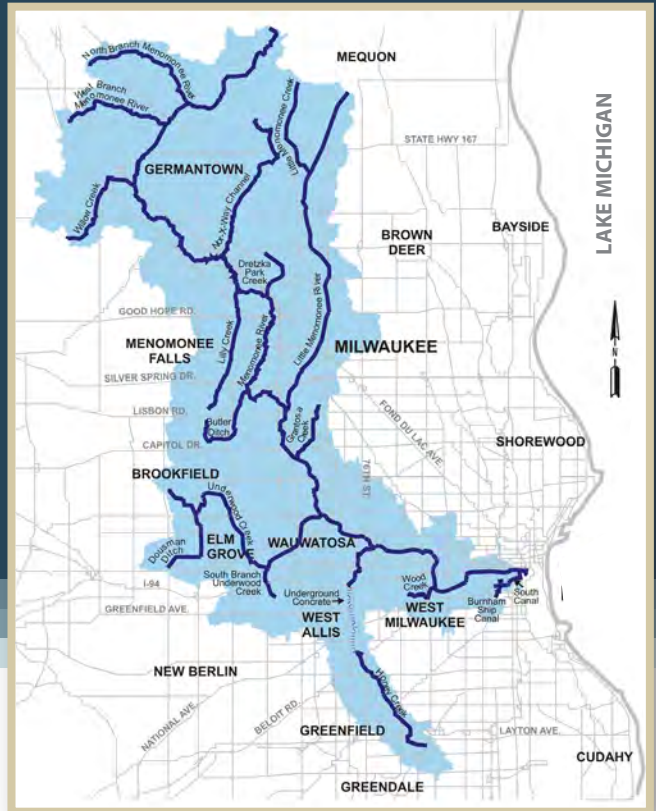 MEQUON
North Branch Menomonee River
West Branch
Menomonee River
Little Menomonee Creek
LAKE MICHIGAN
STATE HWY 167
GERMANTOWN
Willow Creek
Nor-X-Way Channel
BAYSIDE
BROWN
DEER
Dretzka
Park
Creek
GOOD HOPE RD.
Little Menomonee River
MENOMONEE
FALLS
Lilly Creek
Menomonee River
MILWAUKEE
N
SILVER SPRING DR.
LISBON RD.
Butler
Ditch
Grantosa
Creek
FOND DU LAC AVE.
CAPITOL DR.
SHOREWOOD
76TH ST.
BROOKFIELD
Underwood Creek
ELM
GROVE
WAUWATOSA
Dousman
Ditch
I-94
South Branch
Underwood
Creek
Wood
Creek
South
Canal
Burnham
Ship
Canal
GREENFIELD AVE.
Underground
Concrete
WEST
ALLIS
WEST
MILWAUKEE
NEW BERLIN
Honey Creek
NATIONAL AVE.
BELOIT RD.
GREENFIELD
LAYTON AVE.
CUDAHY
GREENDALE